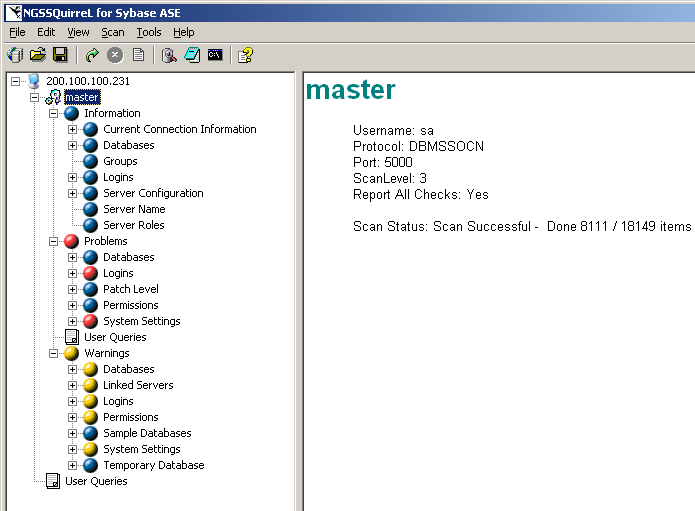 NGSSQuirreL for Sybase ASE
File Edit View Scan Tools Help
200.100.100.231
master
Information
Current Connection Information
Databases
Groups
Logins
Server Configuration
Server Name
Server Roles
Problems
Databases
Logins
Patch Level
Permissions
System Settings
User Queries
Warnings
Databases
Linked Servers
Logins
Permissions
Sample Databases
System Settings
Temporary Database
User Queries
master
Username: sa
Protocol: DBMSSOCN
Port: 5000
ScanLevel: 3
Report All Checks: Yes
Scan Status: Scan Successful - Done 8111 / 18149 items